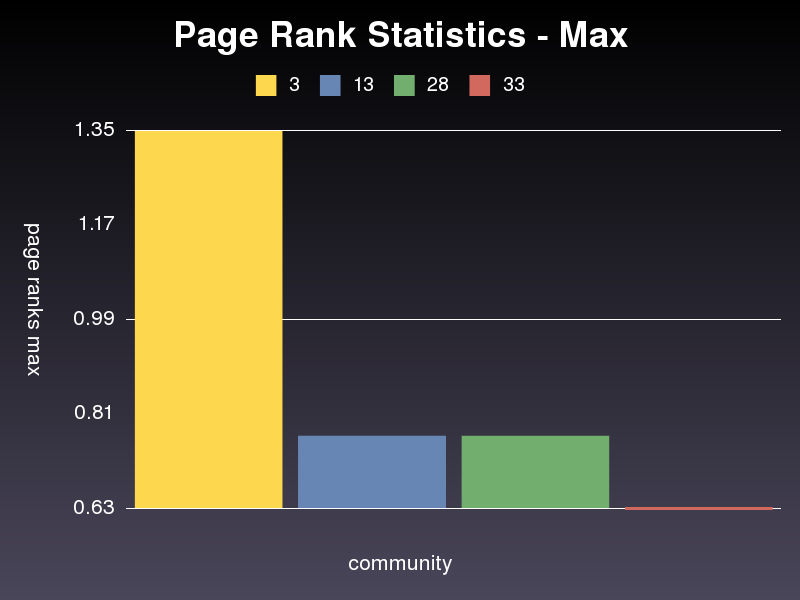 Page Rank Statistics - Max
3 13 28 33
1.35
1.17
0.99
0.81
0.63
page ranks max
community